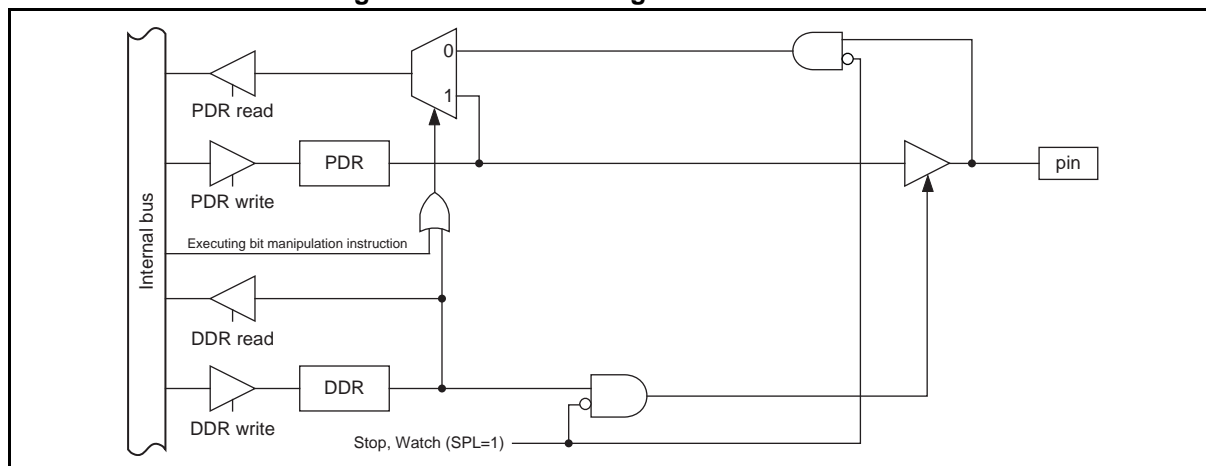 0
PDR read
1
PDR
pin
PDR write
Internal bus
Executing bit manipulation instruction
DDR read
DDR
DDR write
Stop, Watch (SPL=1)